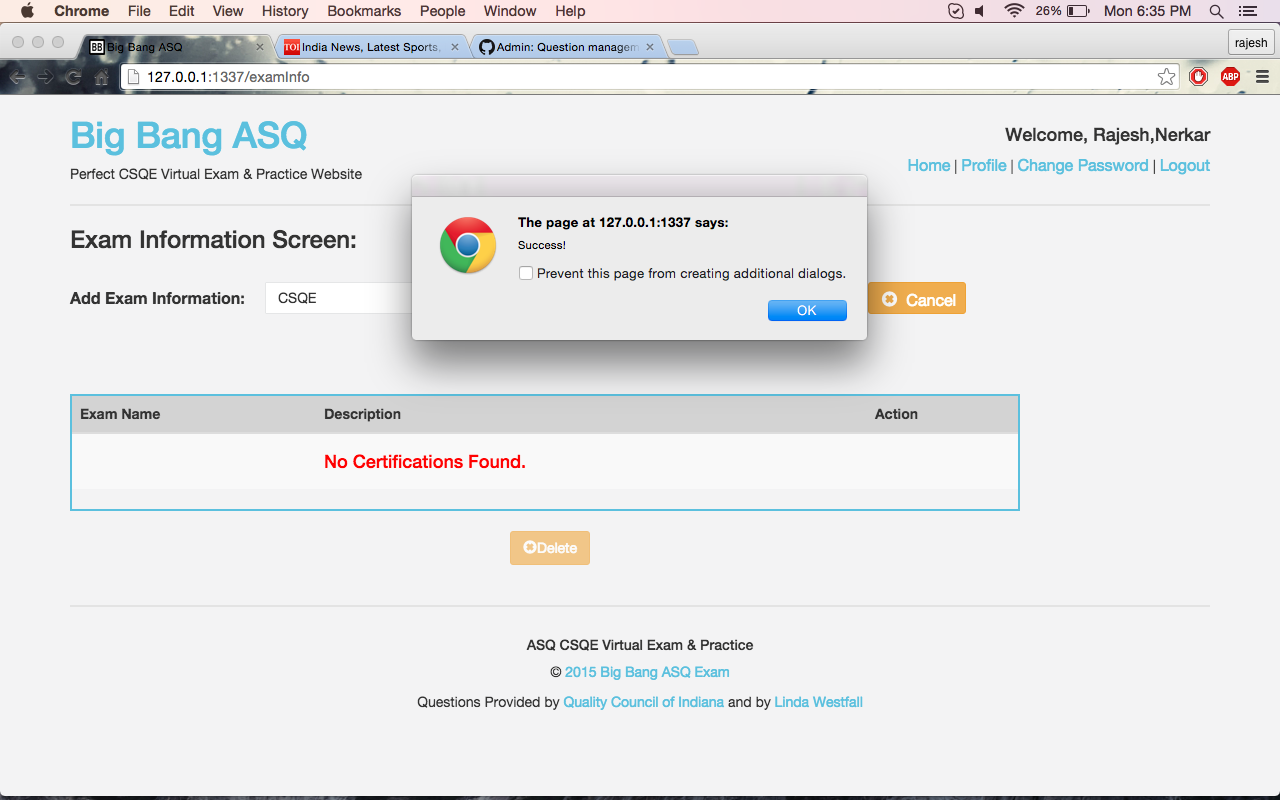 Chrome File Edit View History Bookmarks People Window Help 26% Mon 6:35 PM
BB Big Bang ASQ TOI India News, Latest Sports, Admin: Question managem rajesh
127.0.0.1:1337/examInfo ABP
Big Bang ASQ
Welcome, Rajesh,Nerkar
Perfect CSQE Virtual Exam & Practice Website
Home | Profile | Change Password | Logout
The page at 127.0.0.1:1337 says:
Success!
Prevent this page from creating additional dialogs.
OK
Exam Information Screen:
Add Exam Information: CSQE Cancel
Exam Name Description Action
No Certifications Found.
Delete
ASQ CSQE Virtual Exam & Practice
© 2015 Big Bang ASQ Exam
Questions Provided by Quality Council of Indiana and by Linda Westfall